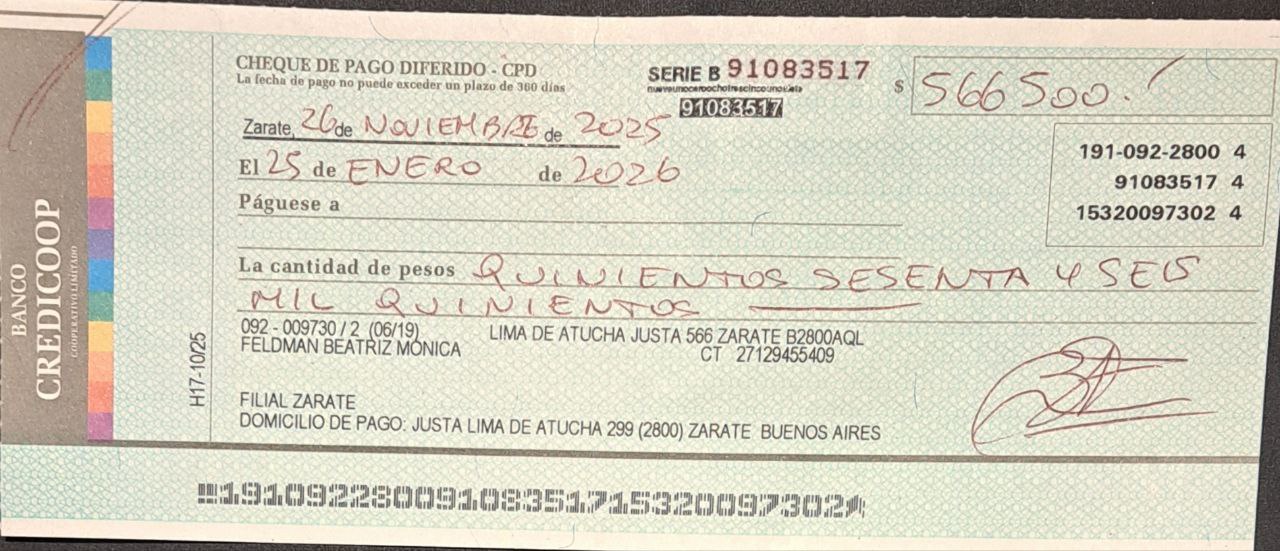 BANCO
CREDICOOP
COOPERATIVO LIMITADO
H17-10/25
CHEQUE DE PAGO DIFERIDO - CPD
La fecha de pago no puede exceder un plazo de 360 días
SERIE B 91083517
nueveunoceroochotrescincounosiete
91083517
$ 566500.
Zarate, 26 de NOVIEMBRE de 2025
El 25 de ENERO de 2026
Páguese a
191-092-2800 4
91083517 4
15320097302 4
La cantidad de pesos QUINIENTOS SESENTA Y SEIS
MIL QUINIENTOS
092 - 009730 / 2 (06/19)
FELDMAN BEATRIZ MONICA
LIMA DE ATUCHA JUSTA 566 ZARATE B2800AQL
CT 27129455409
FILIAL ZARATE
DOMICILIO DE PAGO: JUSTA LIMA DE ATUCHA 299 (2800) ZARATE BUENOS AIRES
19109228009108351715320097302